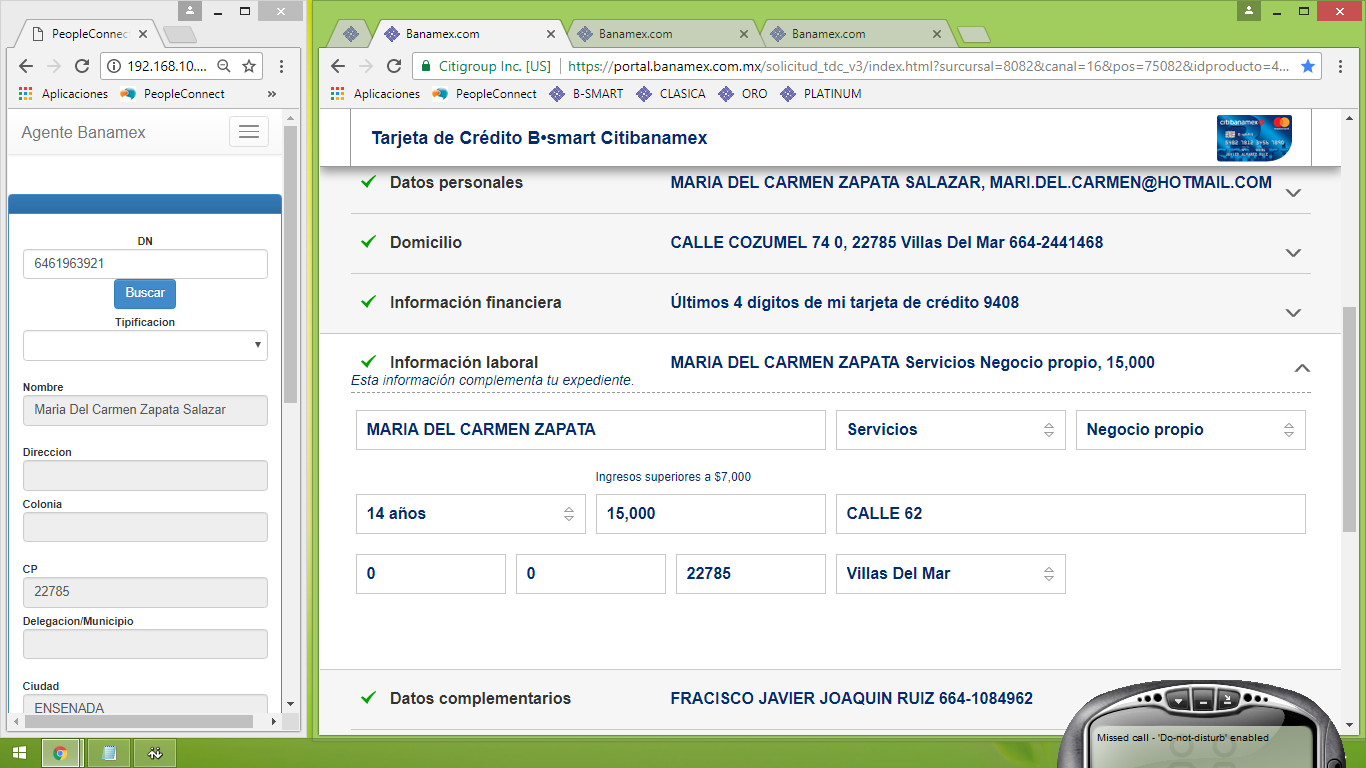 PeopleConnec
192.168.10....
Aplicaciones
PeopleConnect
»
Agente Banamex
DN
6461963921
Buscar
Tipificacion
Nombre
Maria Del Carmen Zapata Salazar
Direccion
Colonia
CP
22785
Delegacion/Municipio
Ciudad
ENSENADA
Banamex.com
Banamex.com
Banamex.com
Citigroup Inc. [US]
https://portal.banamex.com.mx/solicitud_tdc_v3/index.html?surcursal=8082&canal=16&pos=75082&idproducto=4...
Aplicaciones
PeopleConnect
B-SMART
CLASICA
ORO
PLATINUM
Tarjeta de Crédito B•smart Citibanamex
citibanamex
Datos personales
MARIA DEL CARMEN ZAPATA SALAZAR, MARI.DEL.CARMEN@HOTMAIL.COM
Domicilio
CALLE COZUMEL 74 0, 22785 Villas Del Mar 664-2441468
Información financiera
Últimos 4 dígitos de mi tarjeta de crédito 9408
Información laboral
MARIA DEL CARMEN ZAPATA Servicios Negocio propio, 15,000
Esta información complementa tu expediente.
MARIA DEL CARMEN ZAPATA
Servicios
Negocio propio
Ingresos superiores a $7,000
14 años
15,000
CALLE 62
0
0
22785
Villas Del Mar
Datos complementarios
FRACISCO JAVIER JOAQUIN RUIZ 664-1084962
Missed call - 'Do-not-disturb' enabled